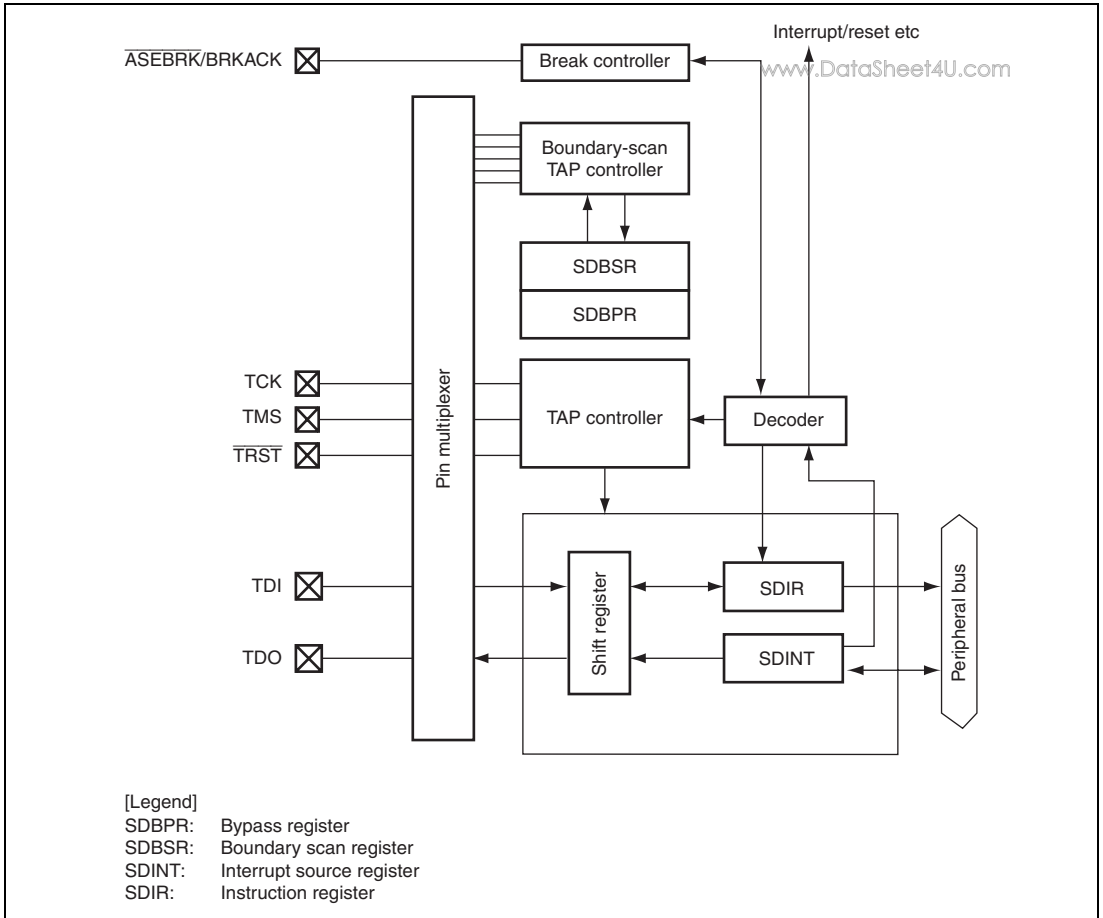 Interrupt/reset etc
ASEBRK/BRKACK
Break controller
www.DataSheet4U.com
Boundary-scan
TAP controller
SDBSR
SDBPR
TCK
TMS
TRST
Pin multiplexer
TAP controller
Decoder
TDI
TDO
Shift register
SDIR
SDINT
Peripheral bus
[Legend]
SDBPR: Bypass register
SDBSR: Boundary scan register
SDINT: Interrupt source register
SDIR: Instruction register